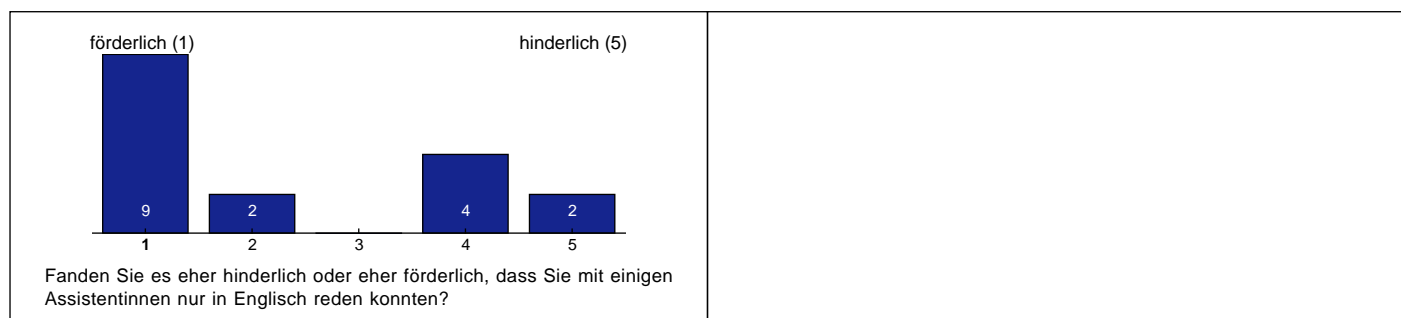 förderlich (1) hinderlich (5)
9 2 4 2
1 2 3 4 5
Fanden Sie es eher hinderlich oder eher förderlich, dass Sie mit einigen
Assistentinnen nur in Englisch reden konnten?